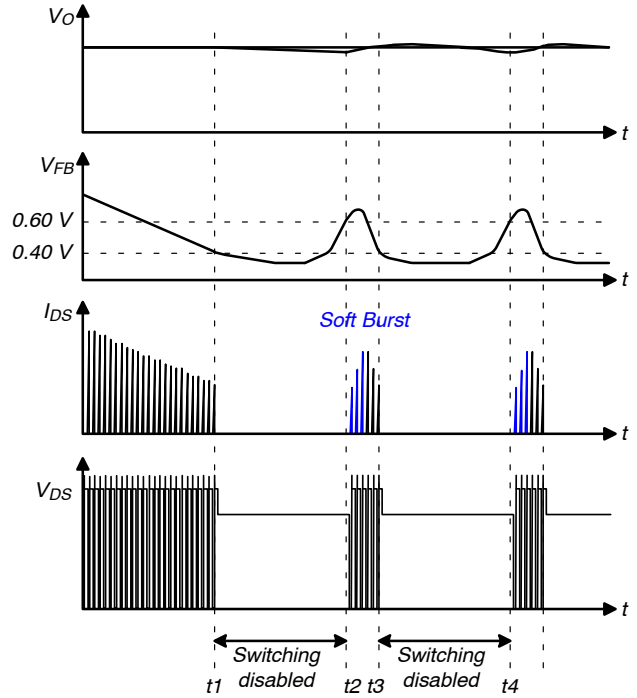 VO
t
VFB
0.60 V
0.40 V
t
IDS
Soft Burst
t
VDS
t
Switching
disabled
Switching
disabled
t1
t2
t3
t4